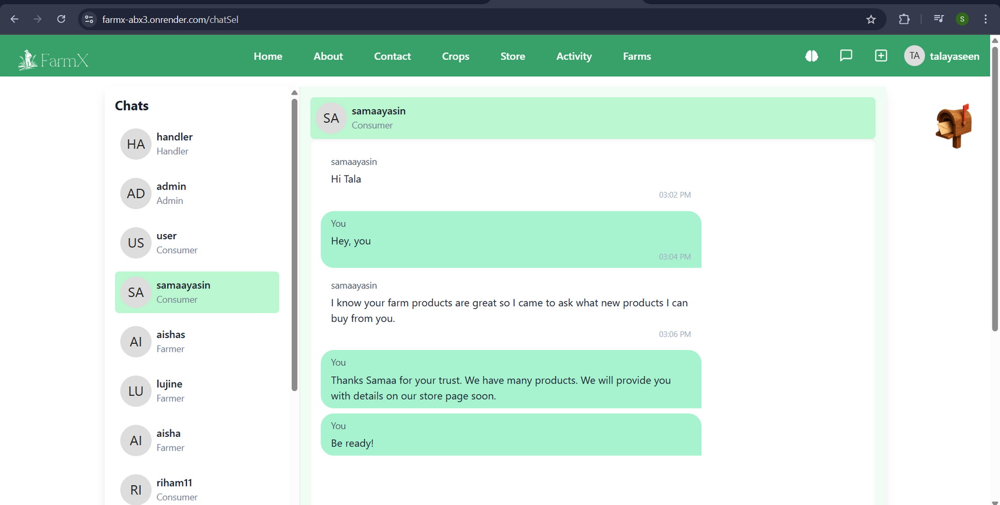 farmx-abx3.onrender.com/chatSel
S
FarmX
Home
About
Contact
Crops
Store
Activity
Farms
TA
talayaseen
Chats
HA
handler
Handler
AD
admin
Admin
US
user
Consumer
SA
samaayasin
Consumer
AI
aishas
Farmer
LU
lujine
Farmer
AI
aisha
Farmer
RI
riham11
Consumer
SA
samaayasin
Consumer
samaayasin
Hi Tala
03:02 PM
You
Hey, you
03:04 PM
samaayasin
I know your farm products are great so I came to ask what new products I can
buy from you.
03:06 PM
You
Thanks Samaa for your trust. We have many products. We will provide you
with details on our store page soon.
You
Be ready!